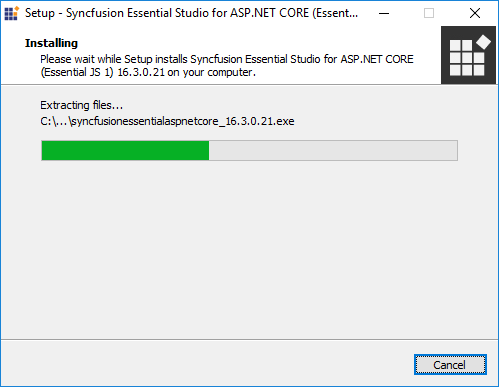 Setup - Syncfusion Essential Studio for ASP.NET CORE (Essent...
Installing
Please wait while Setup installs Syncfusion Essential Studio for ASP.NET CORE
(Essential JS 1) 16.3.0.21 on your computer.
Extracting files...
C:\...\syncfusionessentialaspnetcore_16.3.0.21.exe
Cancel